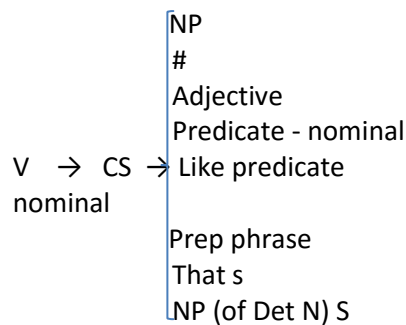 NP
#
Adjective
Predicate - nominal
V → CS → Like predicate
nominal
Prep phrase
That s
NP (of Det N) S